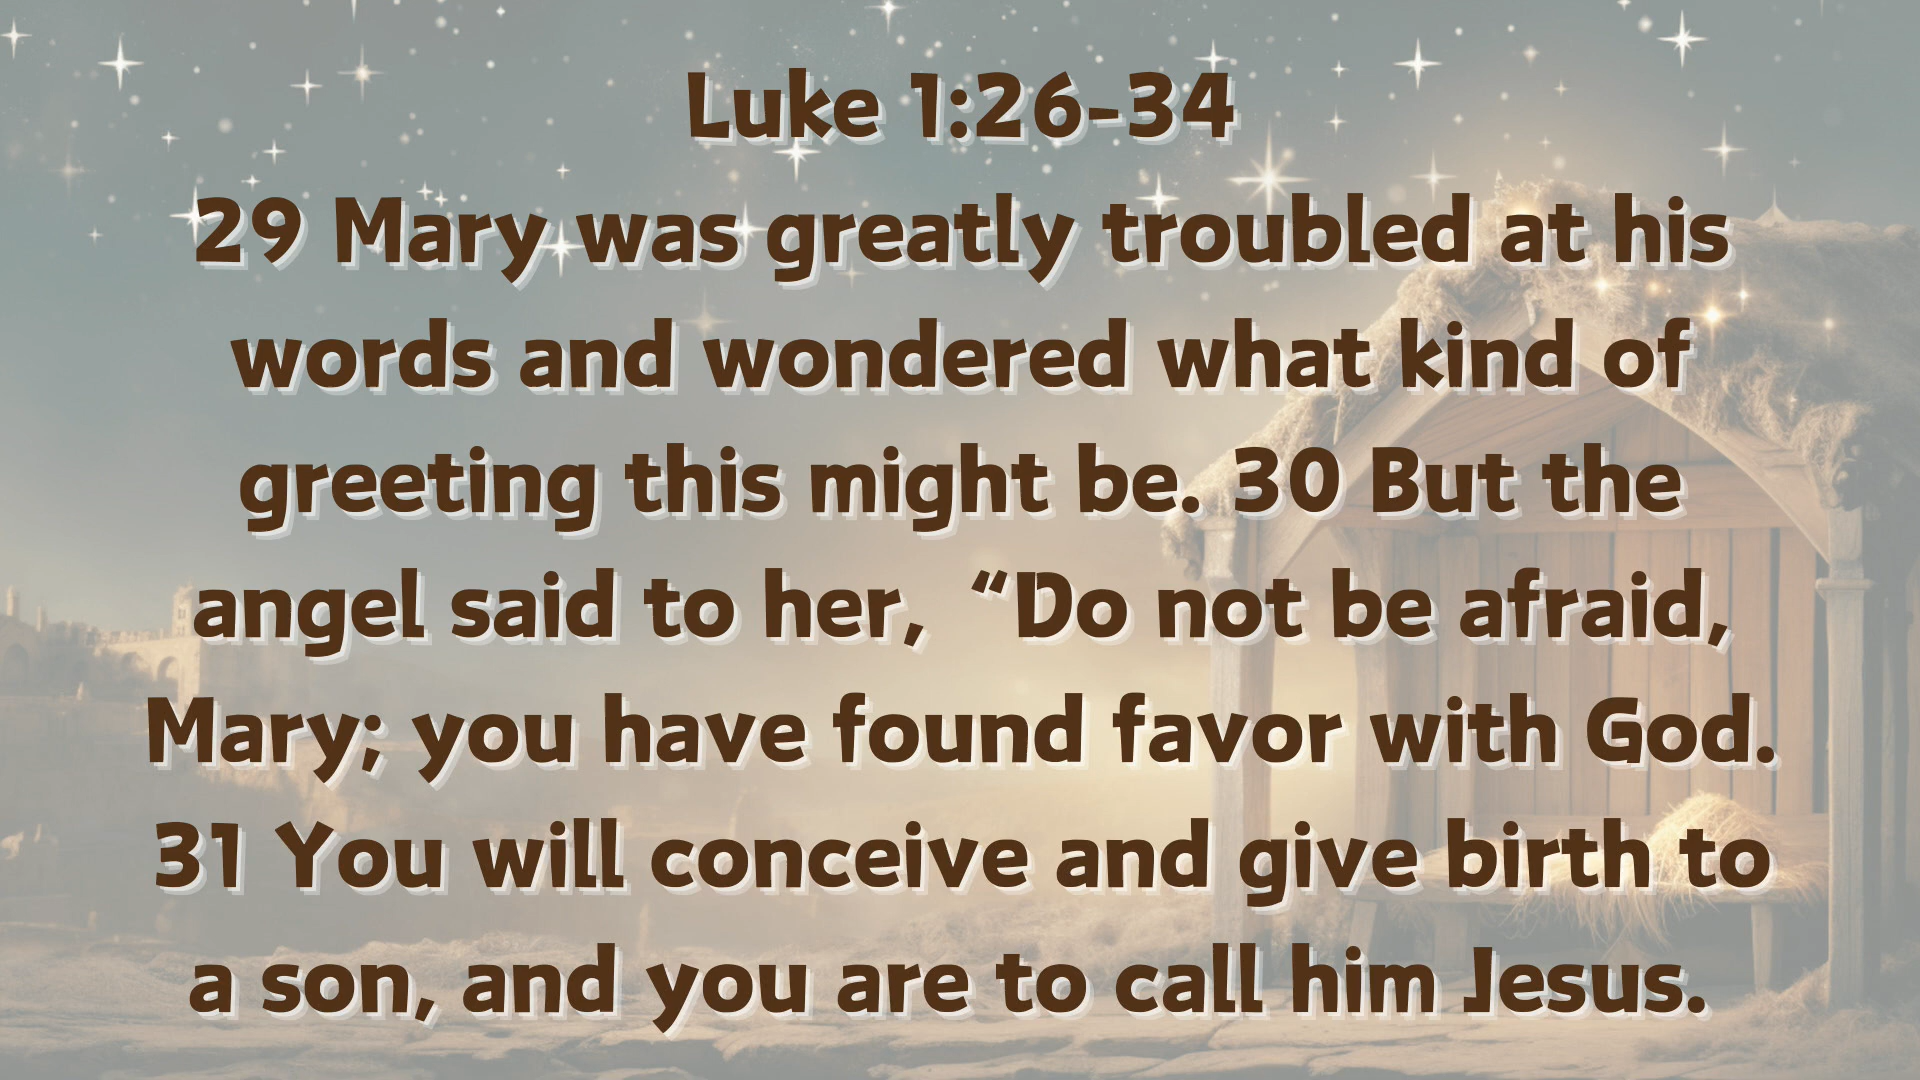 Luke 1:26-34
29 Mary was greatly troubled at his
words and wondered what kind of
greeting this might be. 30 But the
angel said to her, “Do not be afraid,
Mary; you have found favor with God.
31 You will conceive and give birth to
a son, and you are to call him Jesus.